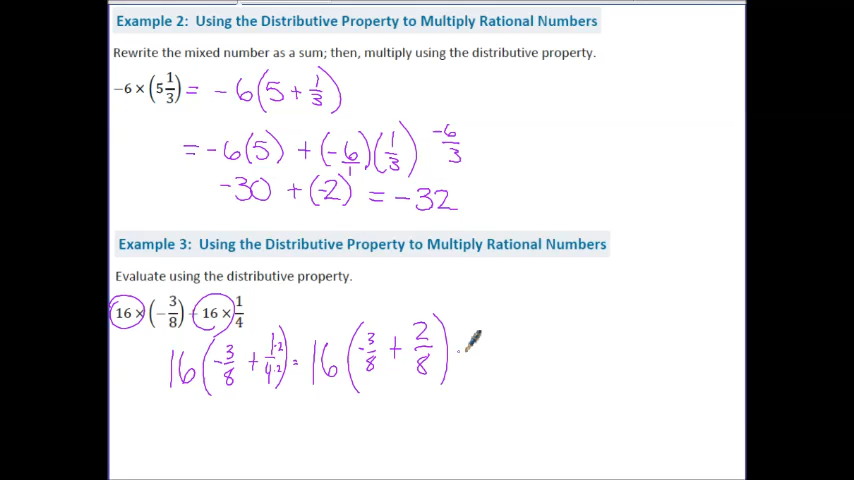 Example 2: Using the Distributive Property to Multiply Rational Numbers
Rewrite the mixed number as a sum; then, multiply using the distributive property.
−6 × (5 1/3) = −6(5 + 1/3)
= −6(5) + (−6/1)(1/3) −6/3
−30 + (−2) = −32
Example 3: Using the Distributive Property to Multiply Rational Numbers
Evaluate using the distributive property.
16 × (−3/8) + 16 × 1/4
16(−3/8 + 1·2/4·2) = 16(−3/8 + 2/8)